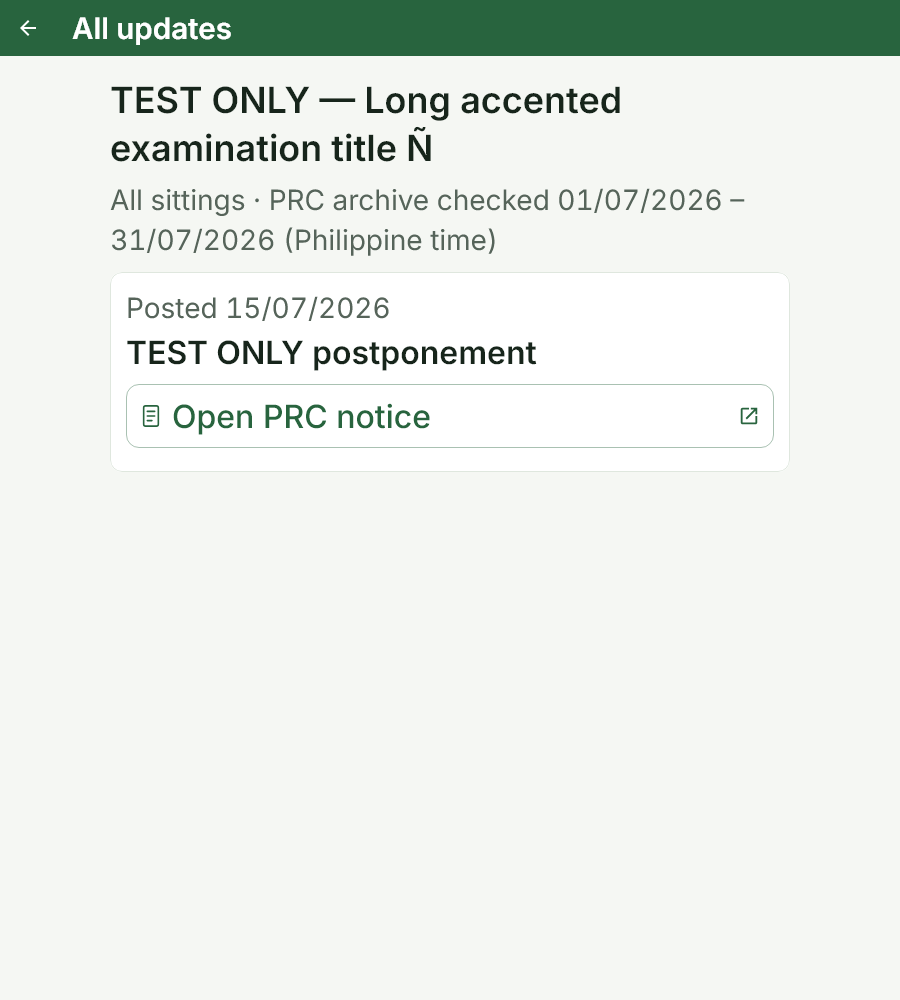 All updates
TEST ONLY — Long accented
examination title Ñ
All sittings · PRC archive checked 01/07/2026 –
31/07/2026 (Philippine time)
Posted 15/07/2026
TEST ONLY postponement
Open PRC notice